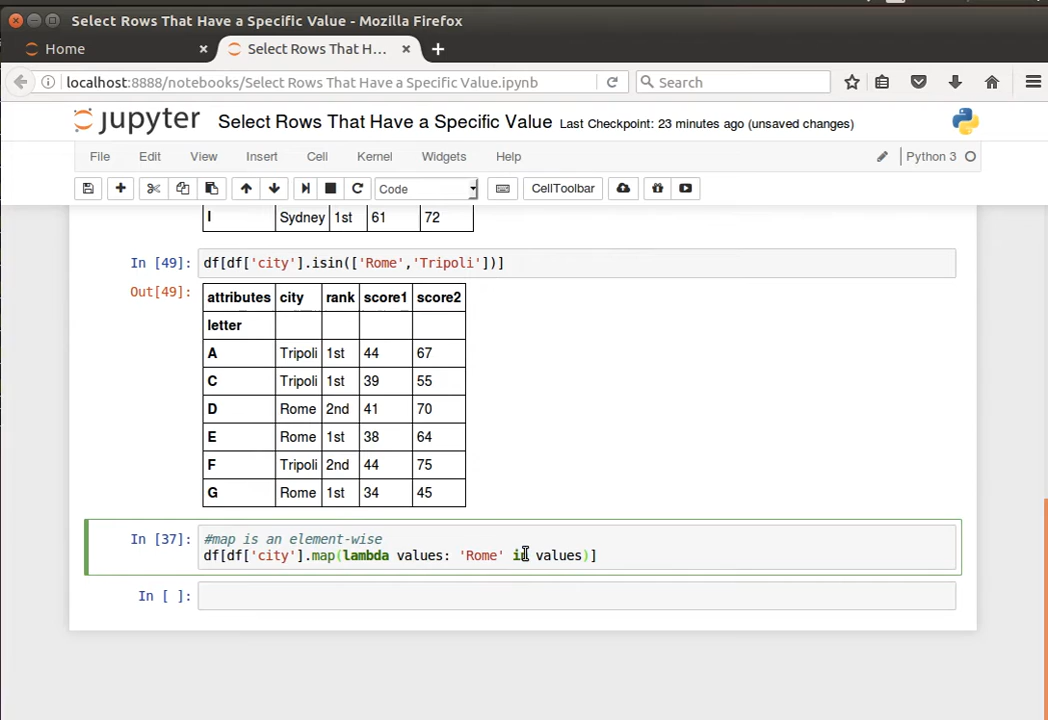 Select Rows That Have a Specific Value - Mozilla Firefox
Home
Select Rows That H...
localhost:8888/notebooks/Select Rows That Have a Specific Value.ipynb
Search
jupyter Select Rows That Have a Specific Value Last Checkpoint: 23 minutes ago (unsaved changes)
File Edit View Insert Cell Kernel Widgets Help Python 3
Code CellToolbar
I Sydney 1st 61 72
In [49]: df[df['city'].isin(['Rome','Tripoli'])]
Out[49]: attributes city rank score1 score2
letter
A Tripoli 1st 44 67
C Tripoli 1st 39 55
D Rome 2nd 41 70
E Rome 1st 38 64
F Tripoli 2nd 44 75
G Rome 1st 34 45
In [37]: #map is an element-wise
df[df['city'].map(lambda values: 'Rome' in values)]
In [ ]: